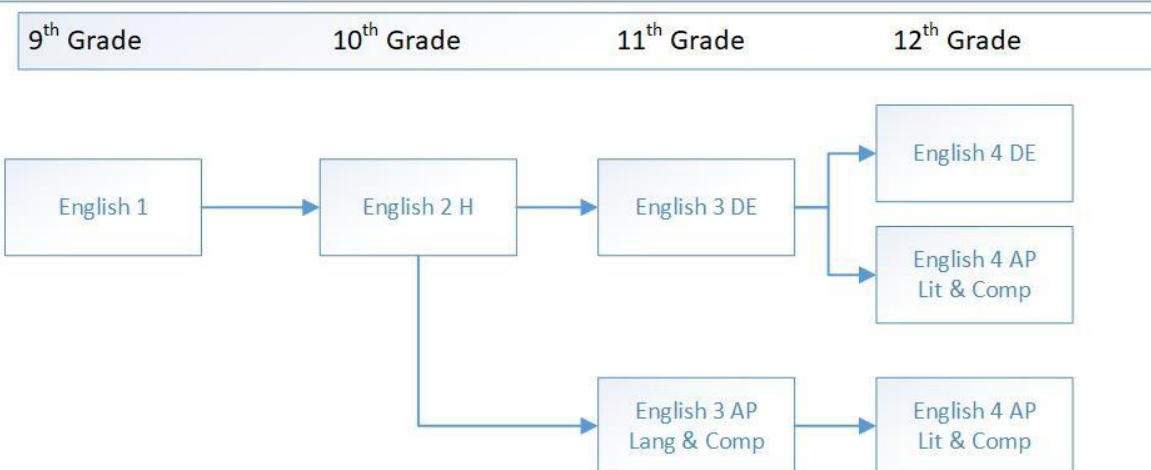 9th Grade
10th Grade
11th Grade
12th Grade
English 1
English 2 H
English 3 DE
English 4 DE
English 4 AP
Lit & Comp
English 3 AP
Lang & Comp
English 4 AP
Lit & Comp